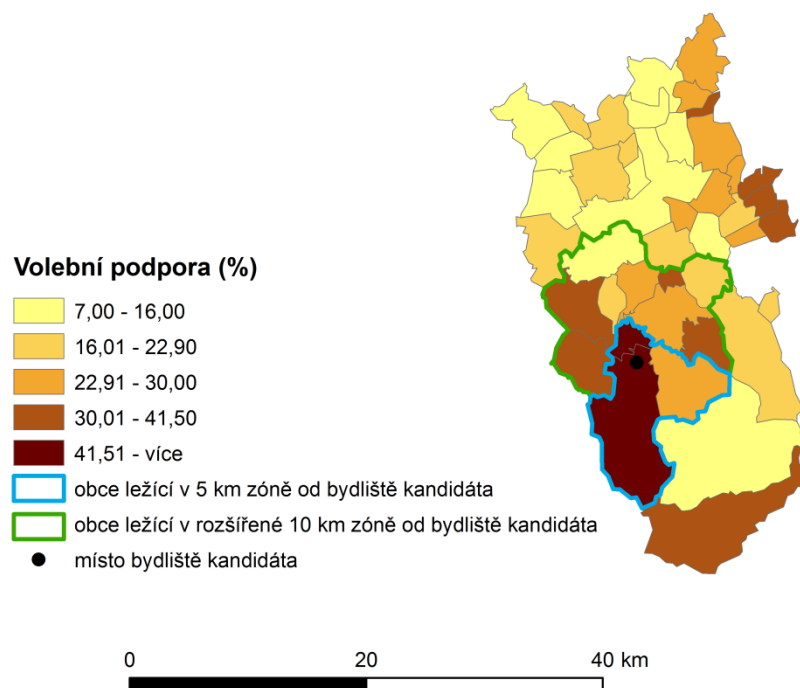 Volební podpora (%)
7,00 - 16,00
16,01 - 22,90
22,91 - 30,00
30,01 - 41,50
41,51 - více
obce ležící v 5 km zóně od bydliště kandidáta
obce ležící v rozšířené 10 km zóně od bydliště kandidáta
místo bydliště kandidáta
0 20 40 km